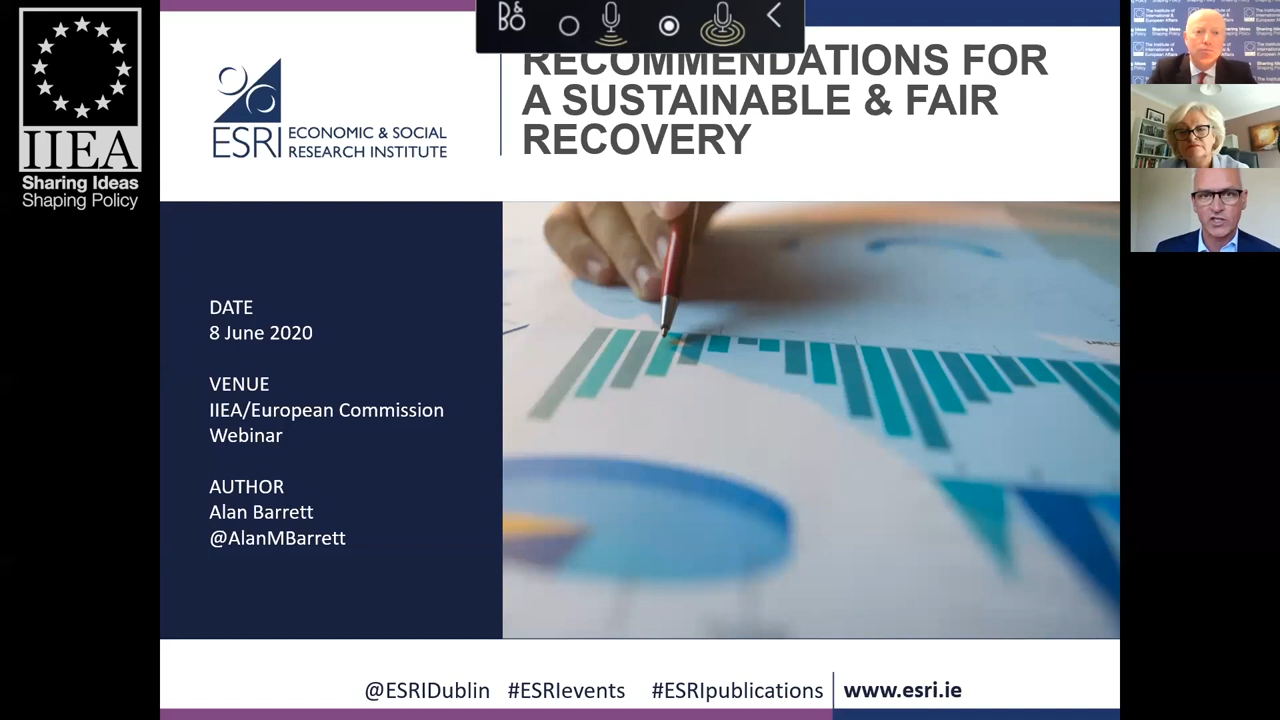 IIEA
Sharing Ideas
Shaping Policy
B&O
ESRI
ECONOMIC & SOCIAL
RESEARCH INSTITUTE
RECOMMENDATIONS FOR
A SUSTAINABLE & FAIR
RECOVERY
DATE
8 June 2020
VENUE
IIEA/European Commission
Webinar
AUTHOR
Alan Barrett
@AlanMBarrett
@ESRIDublin #ESRIevents #ESRIpublications www.esri.ie